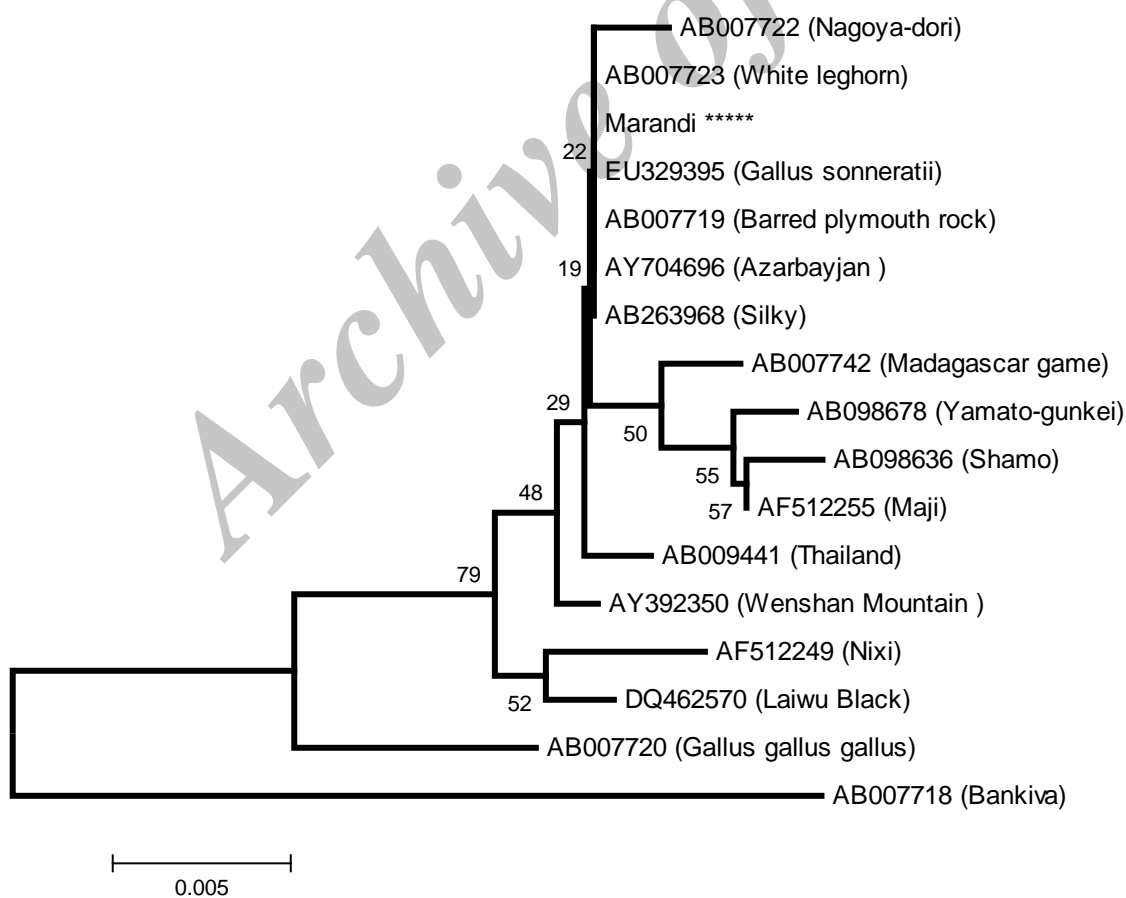 AB007722 (Nagoya-dori)
AB007723 (White leghorn)
Marandi *****
22
EU329395 (Gallus sonneratii)
AB007719 (Barred plymouth rock)
19
AY704696 (Azarbayjan )
AB263968 (Silky)
AB007742 (Madagascar game)
29
AB098678 (Yamato-gunkei)
50
AB098636 (Shamo)
55
AF512255 (Maji)
57
48
AB009441 (Thailand)
79
AY392350 (Wenshan Mountain )
AF512249 (Nixi)
DQ462570 (Laiwu Black)
52
AB007720 (Gallus gallus gallus)
AB007718 (Bankiva)
0.005
Archive of